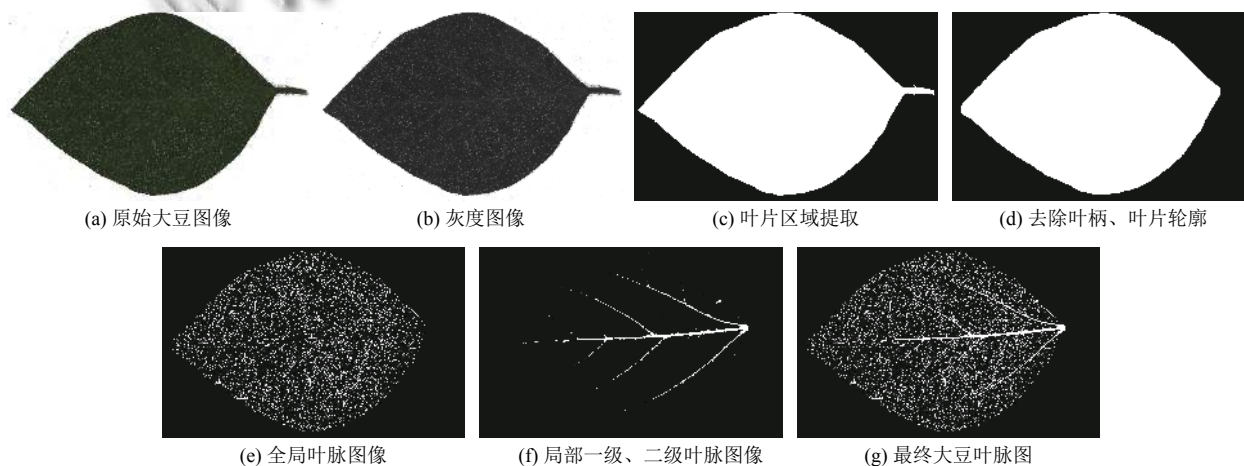 (a) 原始大豆图像
(b) 灰度图像
(c) 叶片区域提取
(d) 去除叶柄、叶片轮廓
(e) 全局叶脉图像
(f) 局部一级、二级叶脉图像
(g) 最终大豆叶脉图